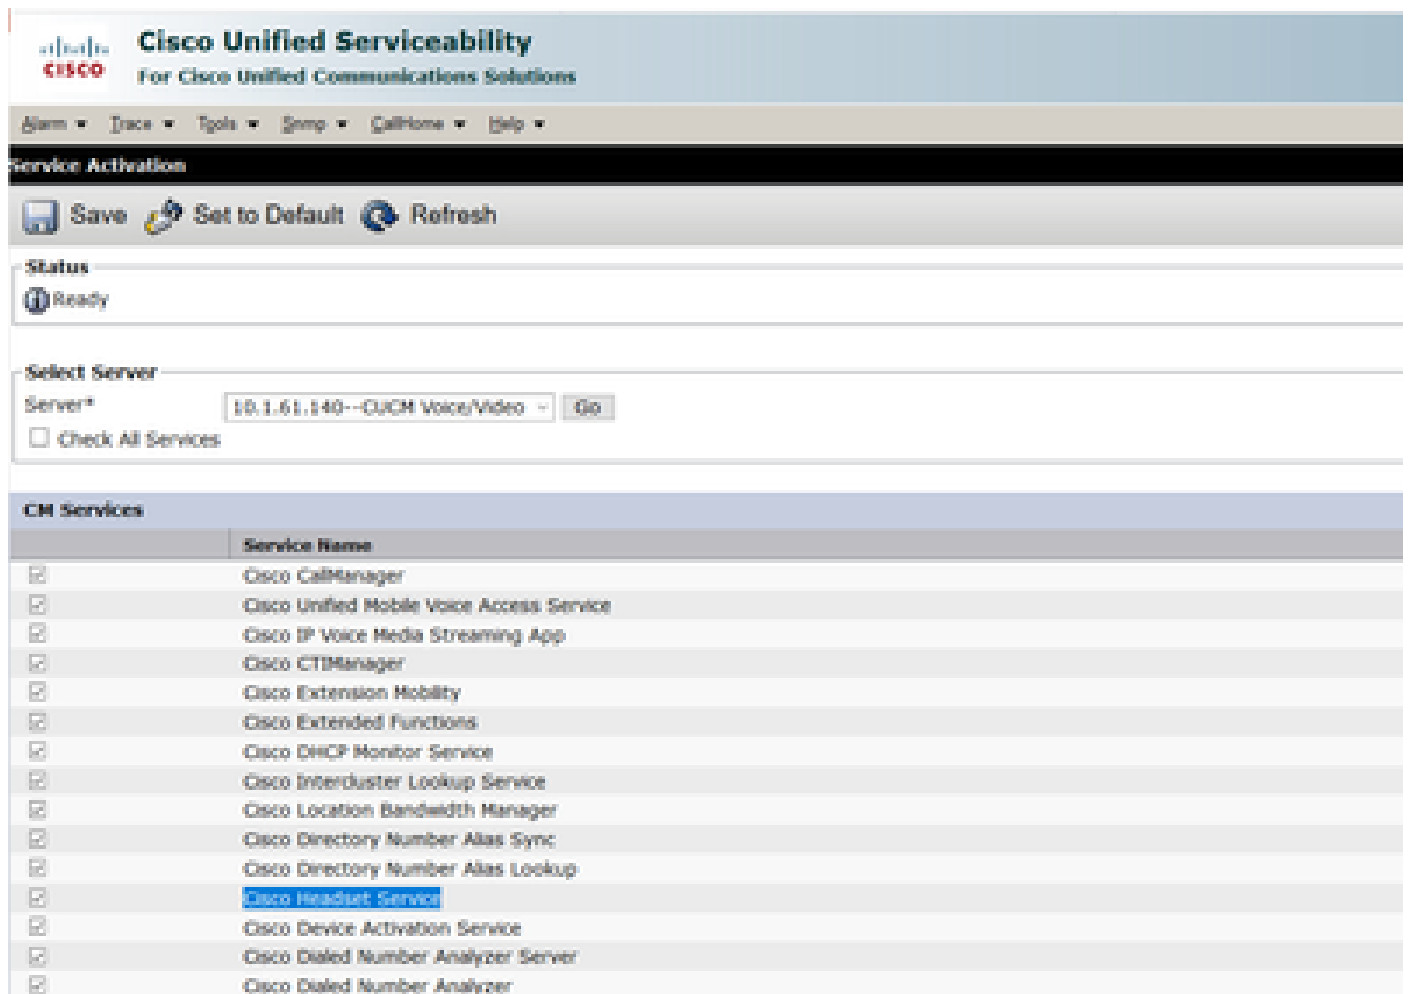 CISCO
Cisco Unified Serviceability
For Cisco Unified Communications Solutions
Alarm Trace Tools Snmp CallHome Help
Service Activation
Save Set to Default Refresh
Status
Ready
Select Server
Server* 10.1.61.140--CUCM Voice/Video Go
Check All Services
CM Services
Service Name
Cisco CallManager
Cisco Unified Mobile Voice Access Service
Cisco IP Voice Media Streaming App
Cisco CTIManager
Cisco Extension Mobility
Cisco Extended Functions
Cisco DHCP Monitor Service
Cisco Intercluster Lookup Service
Cisco Location Bandwidth Manager
Cisco Directory Number Alias Sync
Cisco Directory Number Alias Lookup
Cisco Headset Service
Cisco Device Activation Service
Cisco Dialed Number Analyzer Server
Cisco Dialed Number Analyzer